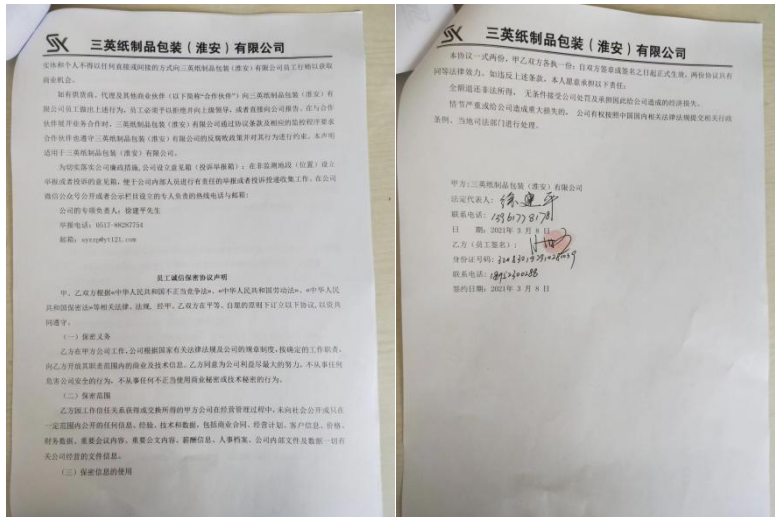 SK 三英纸制品包装（淮安）有限公司
实体和个人不得以任何直接或间接的方式向三英纸制品包装（淮安）有限公司员工行贿以获取
商业机会。
如有供货商、代理及其他商业伙伴（以下简称“合作伙伴”）向三英纸制品包装（淮安）有
限公司员工做出上述行为，员工必须予以拒绝并向上级领导，或者直接向公司报告。在与合作
伙伴展开业务合作时，三英纸制品包装（淮安）有限公司通过协议条款及相应的监控程序要求
合作伙伴也遵守三英纸制品包装（淮安）有限公司的反腐败政策并对其行为进行约束。本声明
适用于三英纸制品包装（淮安）有限公司。
为切实落实公司廉政措施，公司设立意见箱（投诉举报箱）：在非监测地段（位置）设立
举报或者投诉的意见箱，便于公司内部人员进行有责任的举报或者投诉投递收集工作。在公司
微信公众号公开或者公示栏目设立的专人负责的热线电话与邮箱：
公司的专项负责人：徐建平先生
举报电话：0517-88287754
邮箱：syzzp@yt121.com
员工诚信保密协议声明
甲、乙双方根据《中华人民共和国不正当竞争法》、《中华人民共和国劳动法》、《中华人民
共和国保密法》等相关法律、法规，经甲、乙双方在平等、自愿的原则下订立以下协议，以资共
同遵守。
（一）保密义务
乙方在甲方公司工作，公司根据国家有关法律法规及公司的规章制度，按确定的工作职责，
向乙方开放其职责范围内的商业及技术信息。乙方同意为公司利益尽最大的努力，不从事任何
危害公司安全的行为，不从事任何不正当使用商业秘密或技术秘密的行为。
（二）保密范围
乙方因工作信任关系获得或交换所得的甲方公司在经营管理过程中，未向社会公开或只在
一定范围内公开的任何信息、经验、技术和数据，包括商业合同、经营计划、客户信息、价格、
财务数据、重要会议内容、重要公文内容、薪酬信息、人事档案、公司内部文件及数据一切有
关公司经营的文件信息。
（三）保密信息的使用
SK 三英纸制品包装（淮安）有限公司
本协议一式两份，甲乙双方各执一份；自双方签章或签名之日起正式生效，两份协议具有
同等法律效力。如违反上述条款，本人愿意承担以下责任：
全额退还非法所得， 无条件接受公司处罚及承担因此给公司造成的经济损失。
情节严重或给公司造成重大损失的， 公司有权按照中国国内相关法律法规提交相关行政
条例、当地司法部门进行处理。
甲方：三英纸制品包装（淮安）有限公司
法定代表人：徐建平
联系电话：
日 期：2021年 3 月 8 日
乙方（员工签名）：
身份证号码：
联系电话：
签约日期：2021年 3 月 8 日